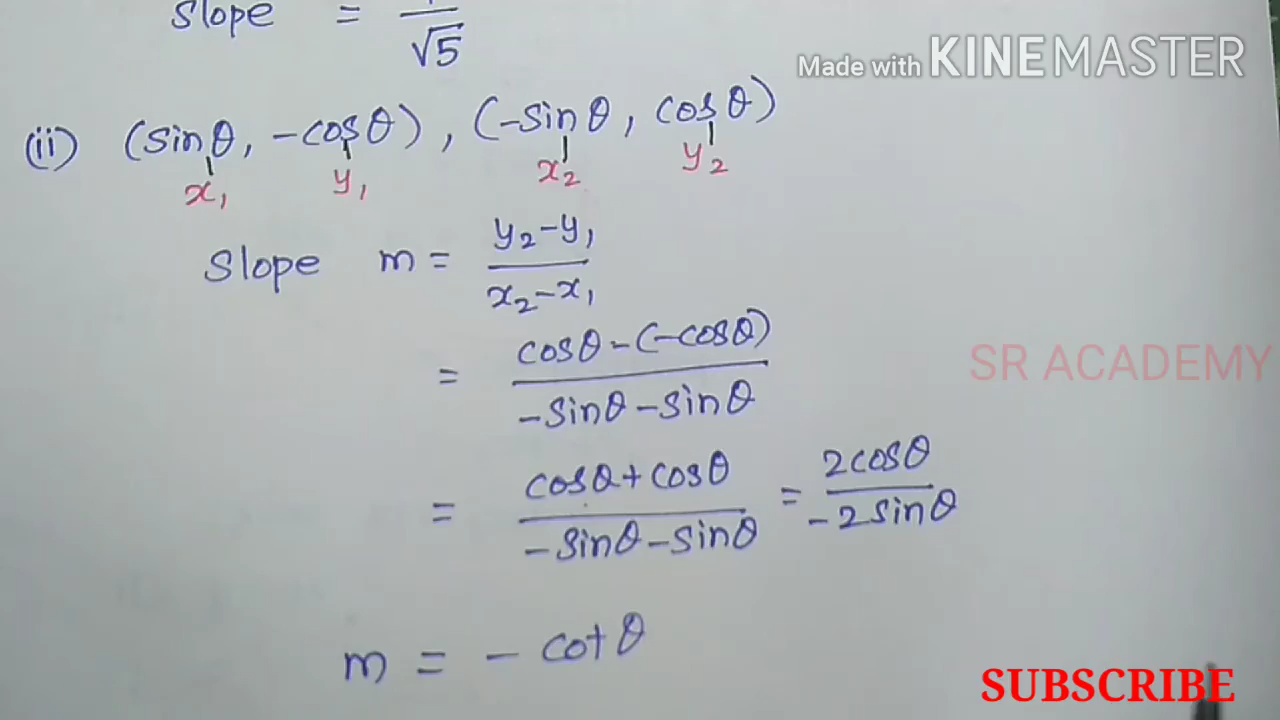 Slope = 1/√5
Made with KINEMASTER
(ii) (sinθ, -cosθ), (-sinθ, cosθ)
x₁ y₁ x₂ y₂
Slope m = y₂-y₁/x₂-x₁
= cosθ-(-cosθ)/-sinθ-sinθ
SR ACADEMY
= cosθ+cosθ/-sinθ-sinθ = 2cosθ/-2sinθ
m = - cotθ
SUBSCRIBE